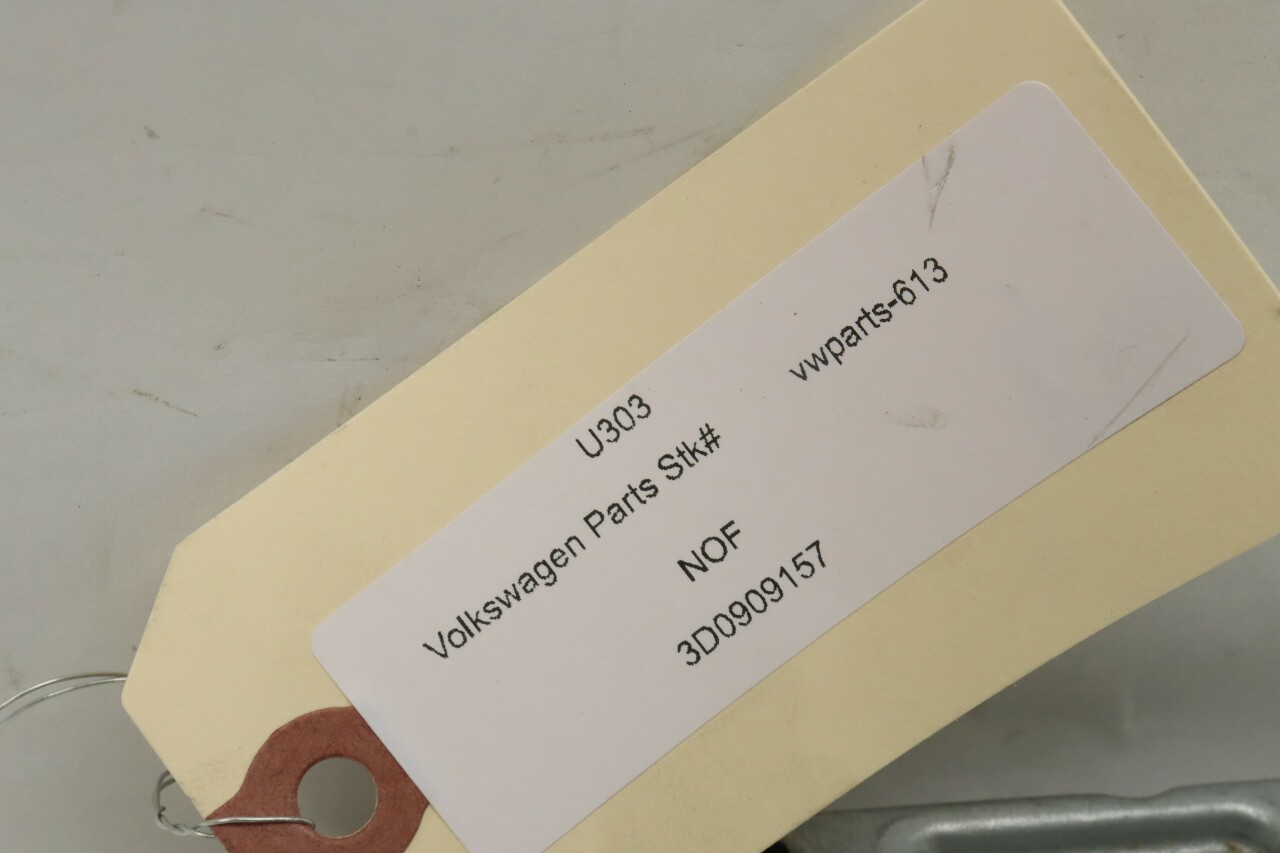 U303
Volkswagen Parts Stk# vwparts-613
NOF
3D0909157